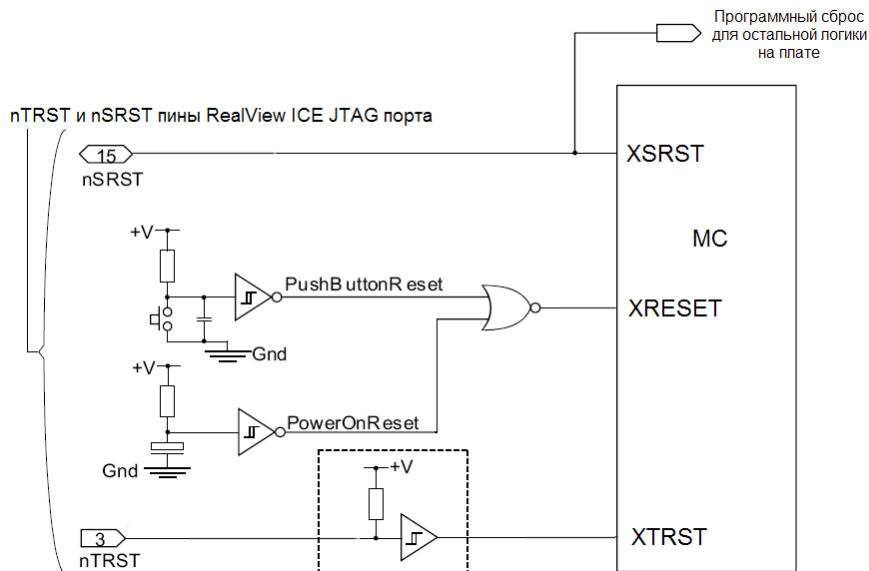 Программный сброс
для остальной логики
на плате
nTRST и nSRST пины RealView ICE JTAG порта
15
nSRST
XSRST
MC
+V
PushButtonReset
XRESET
Gnd
+V
PowerOnReset
Gnd
+V
3
nTRST
XTRST